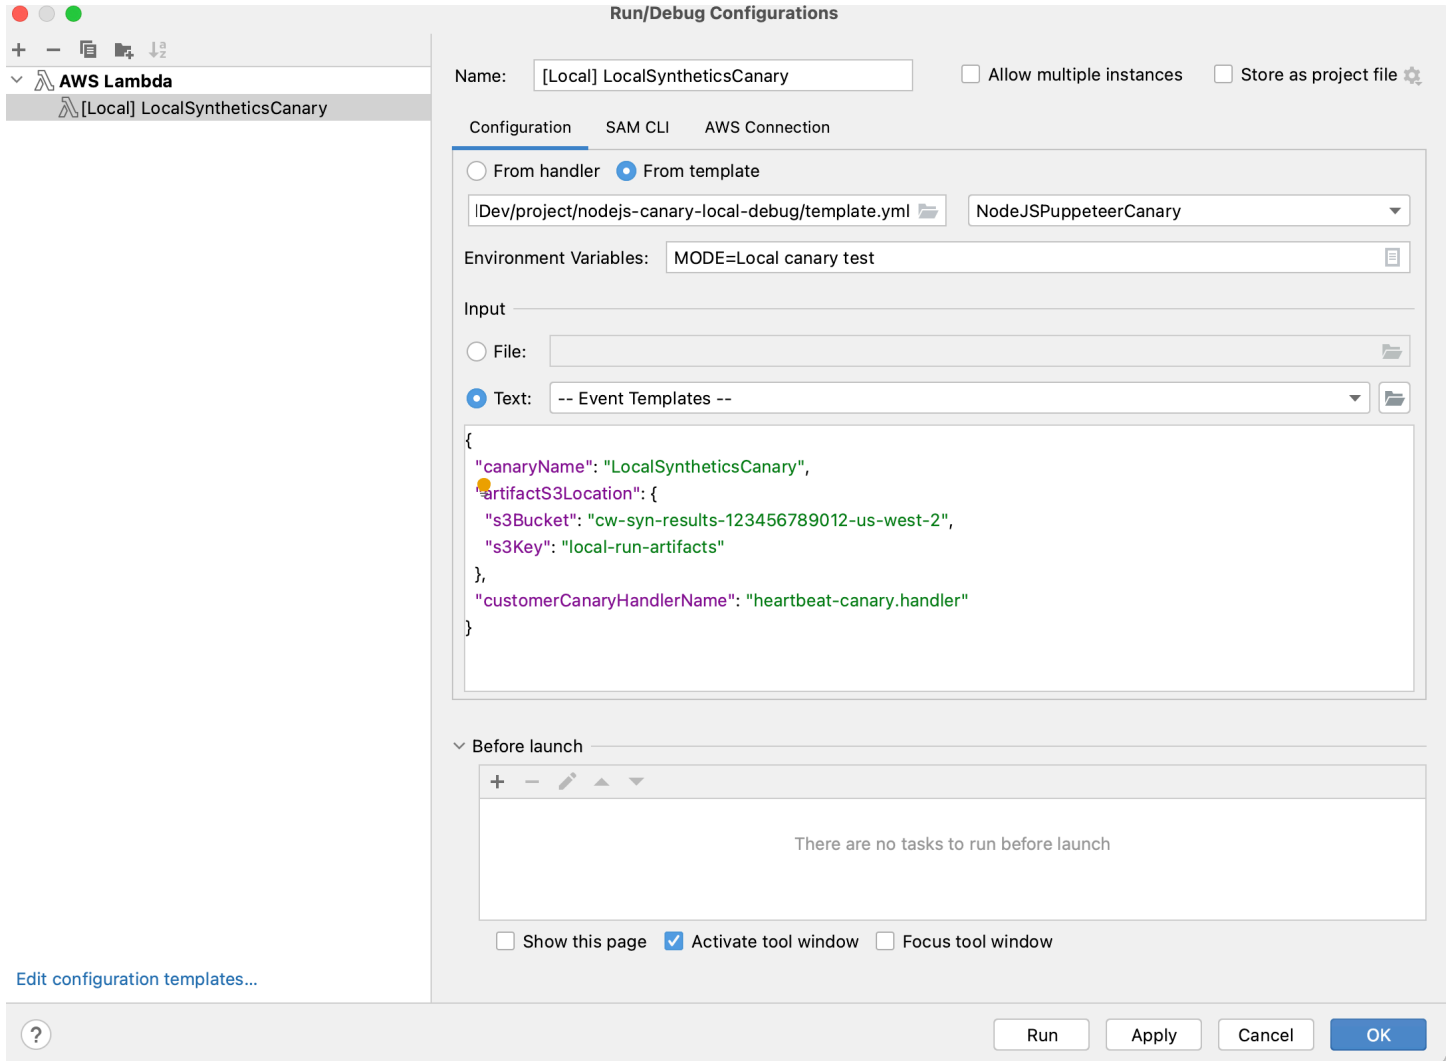 Run/Debug Configurations
AWS Lambda
[Local] LocalSyntheticsCanary
Name: [Local] LocalSyntheticsCanary
Allow multiple instances
Store as project file
Configuration SAM CLI AWS Connection
From handler From template
Dev/project/nodejs-canary-local-debug/template.yml NodeJSPuppeteerCanary
Environment Variables: MODE=Local canary test
Input
File:
Text: -- Event Templates --
{
"canaryName": "LocalSyntheticsCanary",
"artifactS3Location": {
"s3Bucket": "cw-syn-results-123456789012-us-west-2",
"s3Key": "local-run-artifacts"
},
"customerCanaryHandlerName": "heartbeat-canary.handler"
}
Before launch
There are no tasks to run before launch
Show this page Activate tool window Focus tool window
Edit configuration templates...
? Run Apply Cancel OK